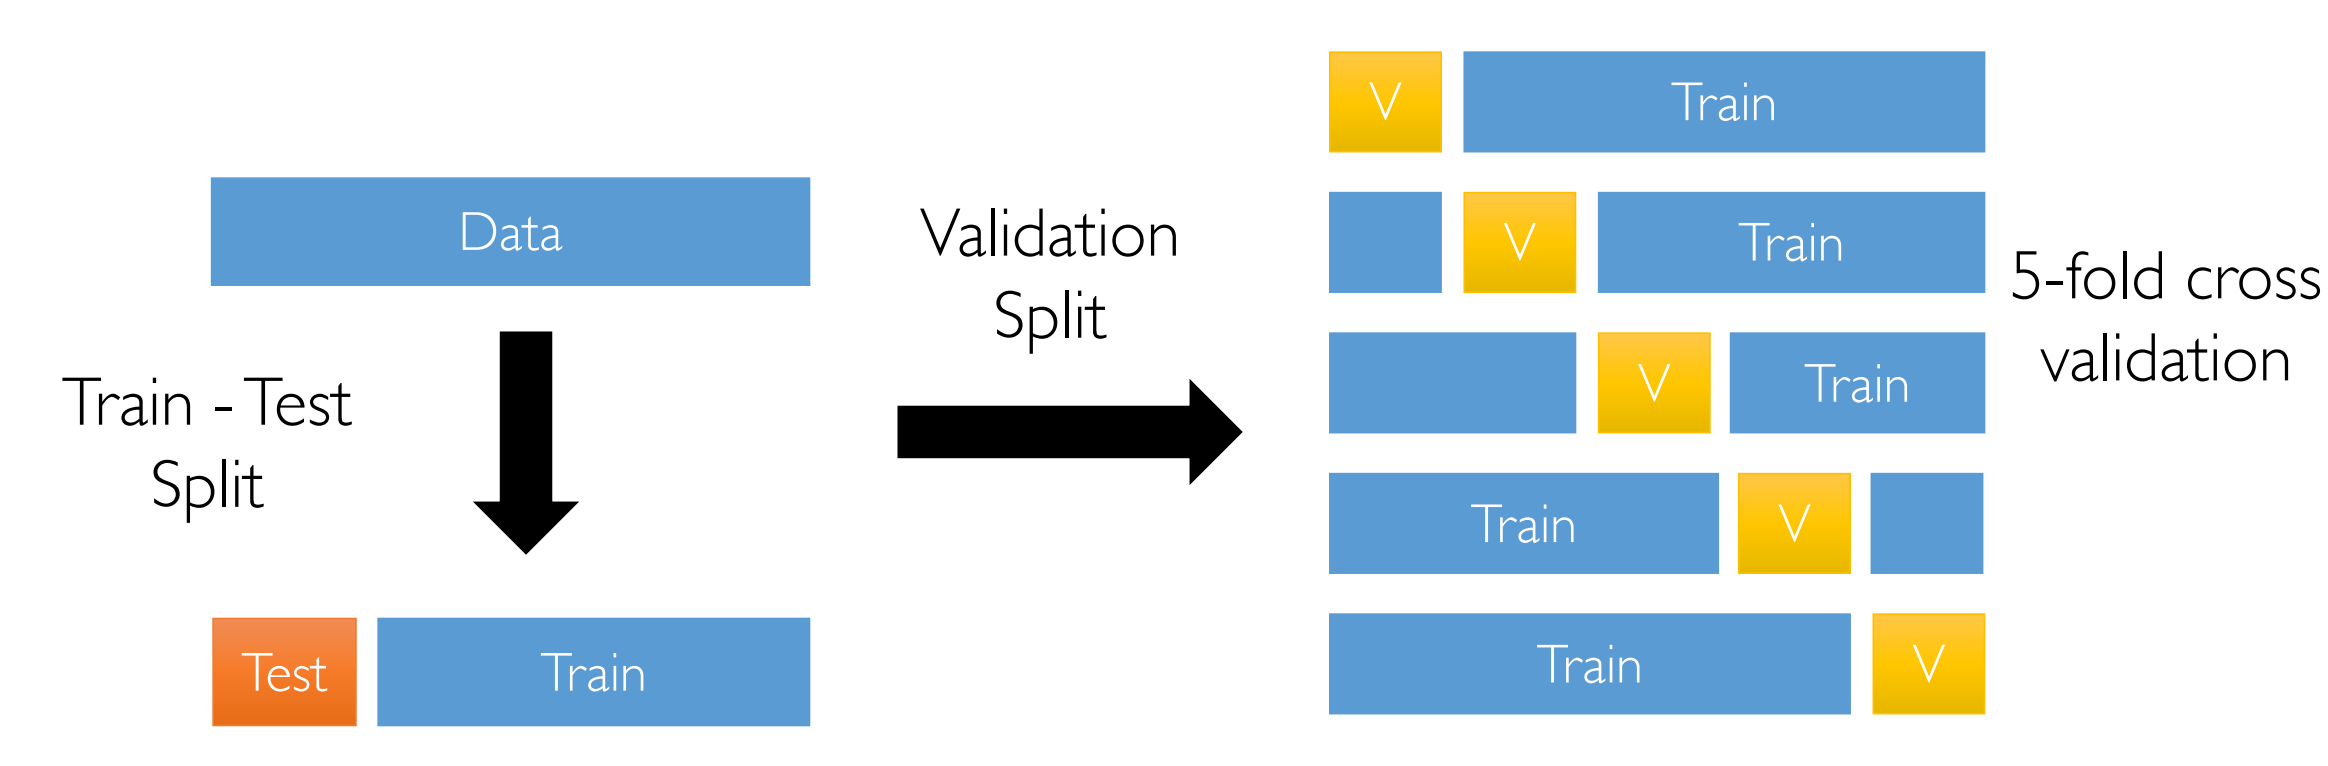 Data
Train - Test
Split
Test
Train
Validation
Split
V
Train
V
Train
V
Train
Train
V
Train
V
5-fold cross
validation